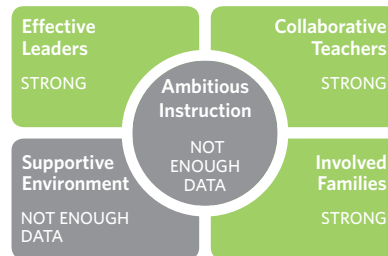 Effective
Leaders
STRONG
Collaborative
Teachers
STRONG
Ambitious
Instruction
NOT
ENOUGH
DATA
Supportive
Environment
NOT ENOUGH
DATA
Involved
Families
STRONG